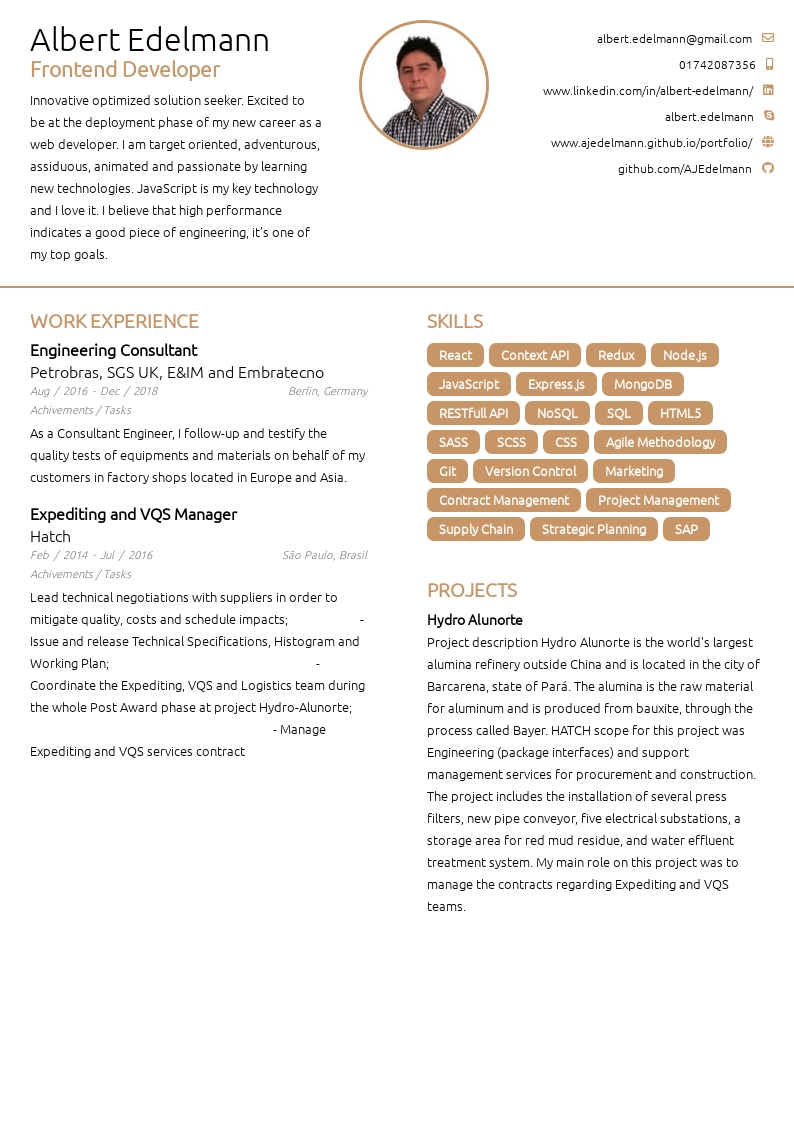 Albert Edelmann
Frontend Developer
Innovative optimized solution seeker. Excited to
be at the deployment phase of my new career as a
web developer. I am target oriented, adventurous,
assiduous, animated and passionate by learning
new technologies. JavaScript is my key technology
and I love it. I believe that high performance
indicates a good piece of engineering, it’s one of
my top goals.
albert.edelmann@gmail.com
01742087356
www.linkedin.com/in/albert-edelmann/
albert.edelmann
www.ajedelmann.github.io/portfolio/
github.com/AJEdelmann
WORK EXPERIENCE
Engineering Consultant
Petrobras, SGS UK, E&IM and Embratecno
Aug / 2016 - Dec / 2018 Berlin, Germany
Achivements / Tasks
As a Consultant Engineer, I follow-up and testify the
quality tests of equipments and materials on behalf of my
customers in factory shops located in Europe and Asia.
Expediting and VQS Manager
Hatch
Feb / 2014 - Jul / 2016 São Paulo, Brasil
Achivements / Tasks
Lead technical negotiations with suppliers in order to
mitigate quality, costs and schedule impacts; -
Issue and release Technical Specifications, Histogram and
Working Plan; -
Coordinate the Expediting, VQS and Logistics team during
the whole Post Award phase at project Hydro-Alunorte;
- Manage
Expediting and VQS services contract
SKILLS
React Context API Redux Node.js
JavaScript Express.js MongoDB
RESTfull API NoSQL SQL HTML5
SASS SCSS CSS Agile Methodology
Git Version Control Marketing
Contract Management Project Management
Supply Chain Strategic Planning SAP
PROJECTS
Hydro Alunorte
Project description Hydro Alunorte is the world's largest
alumina refinery outside China and is located in the city of
Barcarena, state of Pará. The alumina is the raw material
for aluminum and is produced from bauxite, through the
process called Bayer. HATCH scope for this project was
Engineering (package interfaces) and support
management services for procurement and construction.
The project includes the installation of several press
filters, new pipe conveyor, five electrical substations, a
storage area for red mud residue, and water effluent
treatment system. My main role on this project was to
manage the contracts regarding Expediting and VQS
teams.